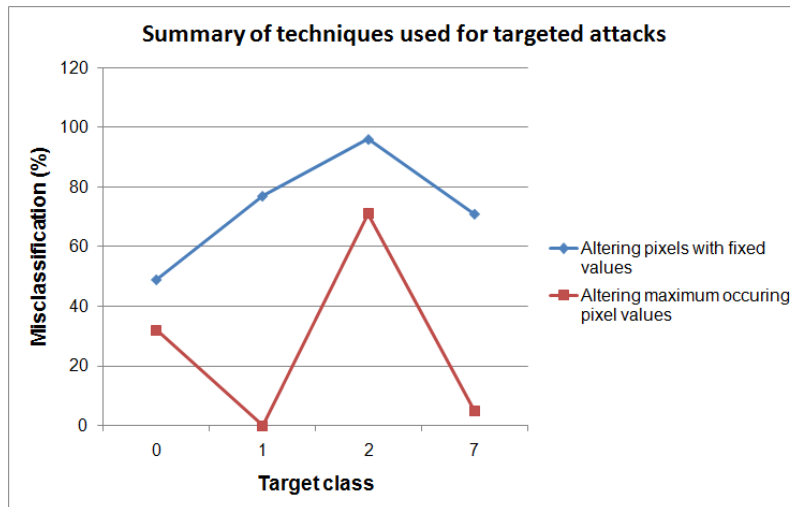 Summary of techniques used for targeted attacks
120
100
80
60
40
20
0
Misclassification (%)
0 1 2 7
Target class
Altering pixels with fixed
values
Altering maximum occuring
pixel values